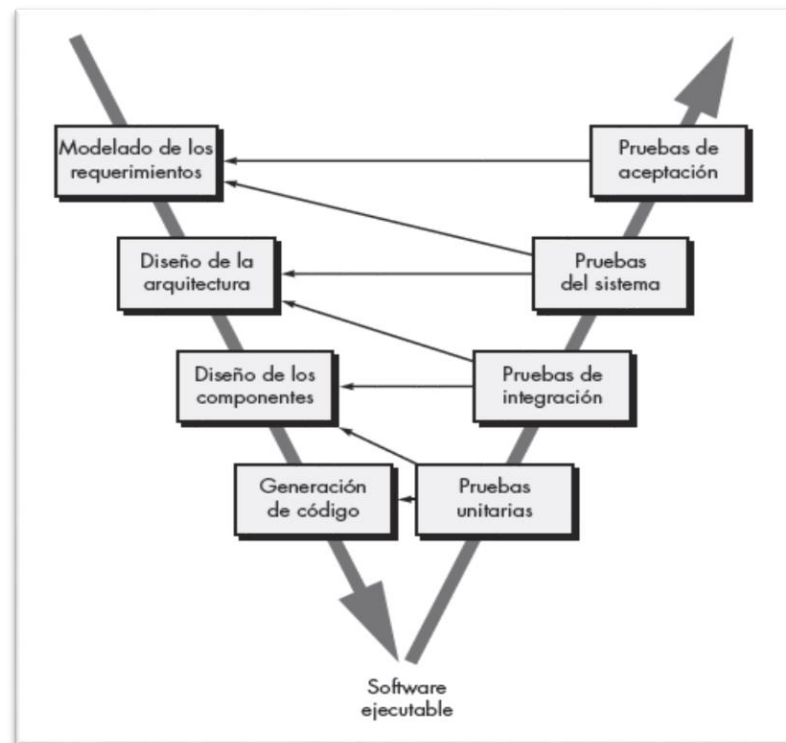 Modelado de los
requerimientos
Pruebas de
aceptación
Diseño de la
arquitectura
Pruebas
del sistema
Diseño de los
componentes
Pruebas de
integración
Generación
de código
Pruebas
unitarias
Software
ejecutable